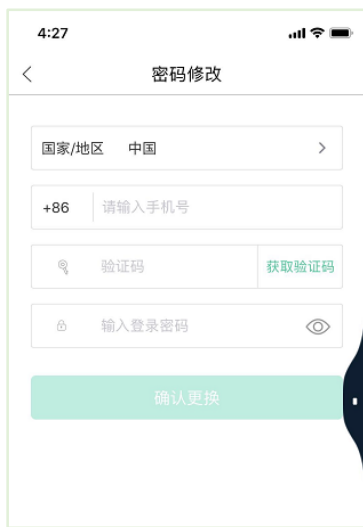 4:27
密码修改
国家/地区 中国
+86 请输入手机号
验证码 获取验证码
输入登录密码
确认更换